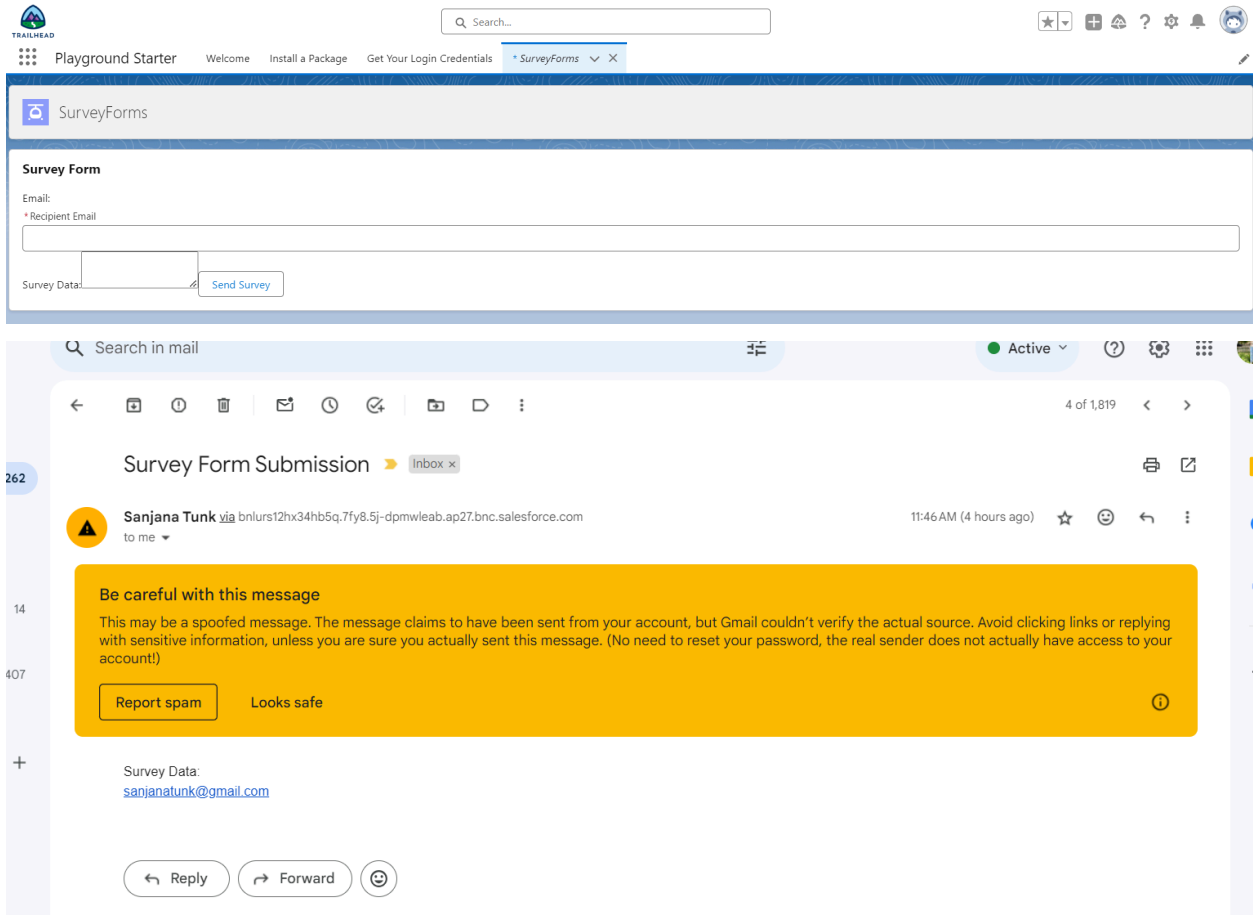 TRAILHEAD
Search...
Playground Starter
Welcome
Install a Package
Get Your Login Credentials
* SurveyForms
SurveyForms
Survey Form
Email:
* Recipient Email
Survey Data:
Send Survey
Search in mail
Active
4 of 1,819
262
Survey Form Submission
Inbox ×
Sanjana Tunk via bnlurs12hx34hb5q.7fy8.5j-dpmwleab.ap27.bnc.salesforce.com
11:46 AM (4 hours ago)
to me
Be careful with this message
This may be a spoofed message. The message claims to have been sent from your account, but Gmail couldn't verify the actual source. Avoid clicking links or replying
with sensitive information, unless you are sure you actually sent this message. (No need to reset your password, the real sender does not actually have access to your
account!)
14
407
Report spam
Looks safe
Survey Data:
sanjanatunk@gmail.com
Reply
Forward